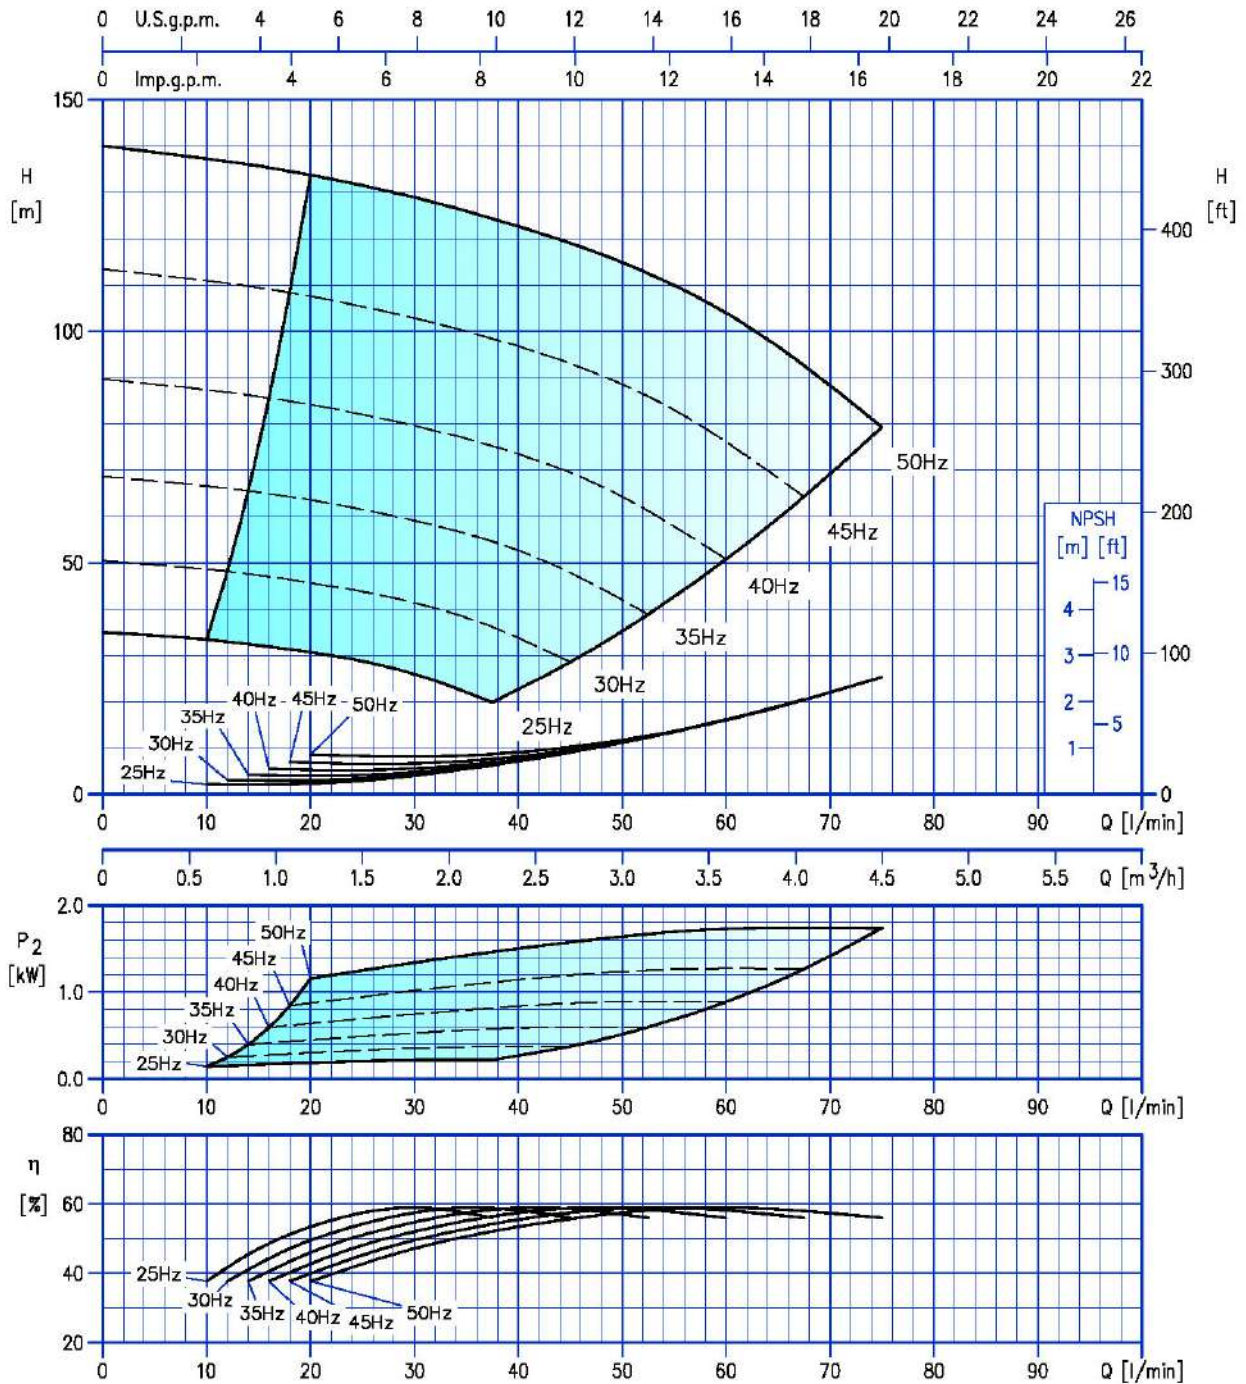 0 U.S.g.p.m. 4 6 8 10 12 14 16 18 20 22 24 26
0 Imp.g.p.m. 4 6 8 10 12 14 16 18 20 22
150
H
[m]
H
[ft]
400
100
300
50Hz
200
NPSH
[m] [ft]
45Hz
50
15
40Hz
4
35Hz
3
10
100
30Hz
40Hz
45Hz
50Hz
2
35Hz
25Hz
5
30Hz
1
25Hz
0
0
0 10 20 30 40 50 60 70 80 90 Q [l/min]
0 0.5 1.0 1.5 2.0 2.5 3.0 3.5 4.0 4.5 5.0 5.5 Q [m³/h]
2.0
P2
[kW]
50Hz
45Hz
40Hz
1.0
35Hz
30Hz
25Hz
0.0
0 10 20 30 40 50 60 70 80 90 Q [l/min]
80
η
[%]
60
40
25Hz
30Hz
35Hz
40Hz
45Hz
50Hz
20
0 10 20 30 40 50 60 70 80 90 Q [l/min]